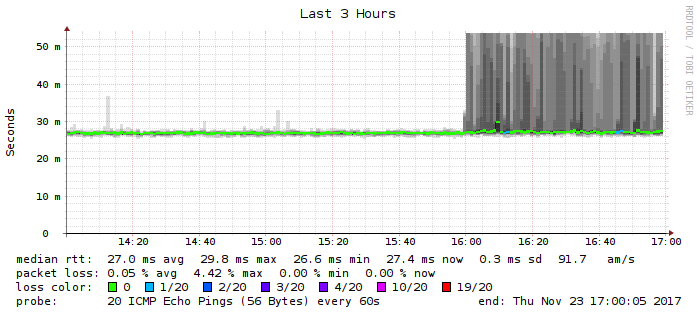 Last 3 Hours
RRDTOOL / TOBI OETIKER
Seconds
50 m
40 m
30 m
20 m
10 m
0
14:20 14:40 15:00 15:20 15:40 16:00 16:20 16:40 17:00
median rtt: 27.0 ms avg 29.8 ms max 26.6 ms min 27.4 ms now 0.3 ms sd 91.7 am/s
packet loss: 0.05 % avg 4.42 % max 0.00 % min 0.00 % now
loss color: 0 1/20 2/20 3/20 4/20 10/20 19/20
probe: 20 ICMP Echo Pings (56 Bytes) every 60s end: Thu Nov 23 17:00:05 2017